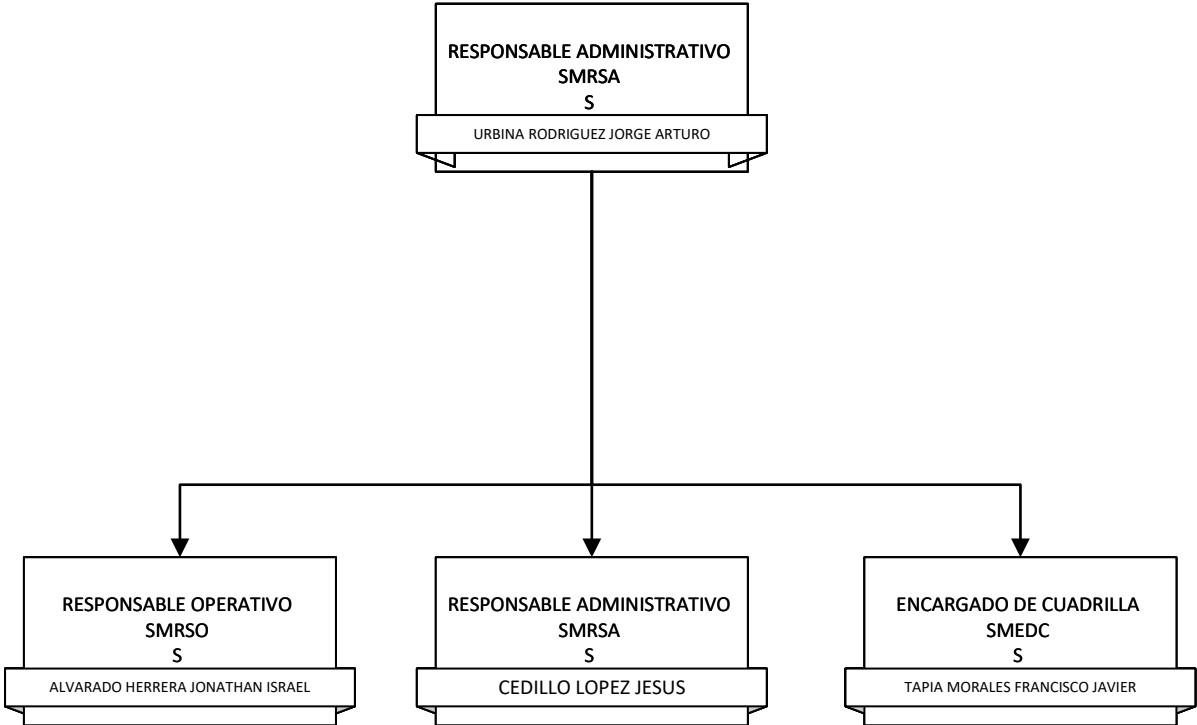 RESPONSABLE ADMINISTRATIVO
SMRSA
S
URBINA RODRIGUEZ JORGE ARTURO
RESPONSABLE OPERATIVO
SMRSO
S
ALVARADO HERRERA JONATHAN ISRAEL
RESPONSABLE ADMINISTRATIVO
SMRSA
S
CEDILLO LOPEZ JESUS
ENCARGADO DE CUADRILLA
SMEDC
S
TAPIA MORALES FRANCISCO JAVIER